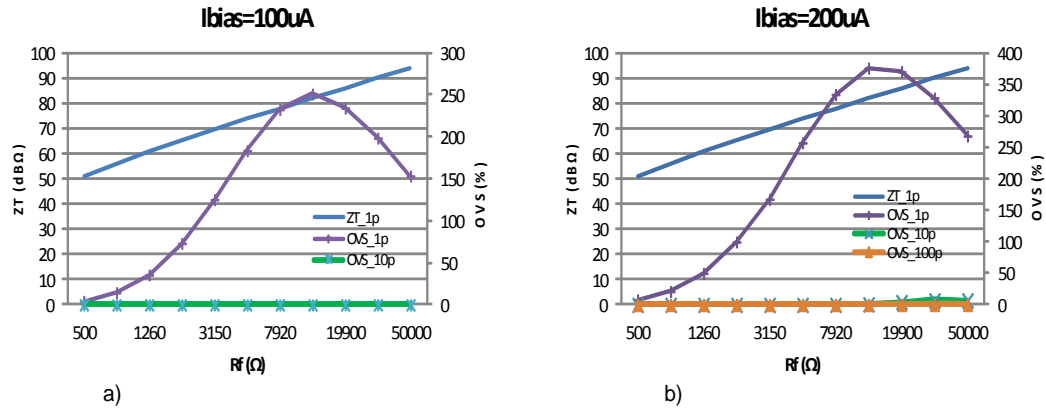 Ibias=100uA
100
90
80
70
60
50
40
30
20
10
0
ZT (dBΩ)
300
250
200
150
100
50
0
OVS (%)
ZT_1p
OVS_1p
OVS_10p
500 1260 3150 7920 19900 50000
Rf (Ω)
a)
Ibias=200uA
100
90
80
70
60
50
40
30
20
10
0
ZT (dBΩ)
400
350
300
250
200
150
100
50
0
OVS (%)
ZT_1p
OVS_1p
OVS_10p
OVS_100p
500 1260 3150 7920 19900 50000
Rf (Ω)
b)